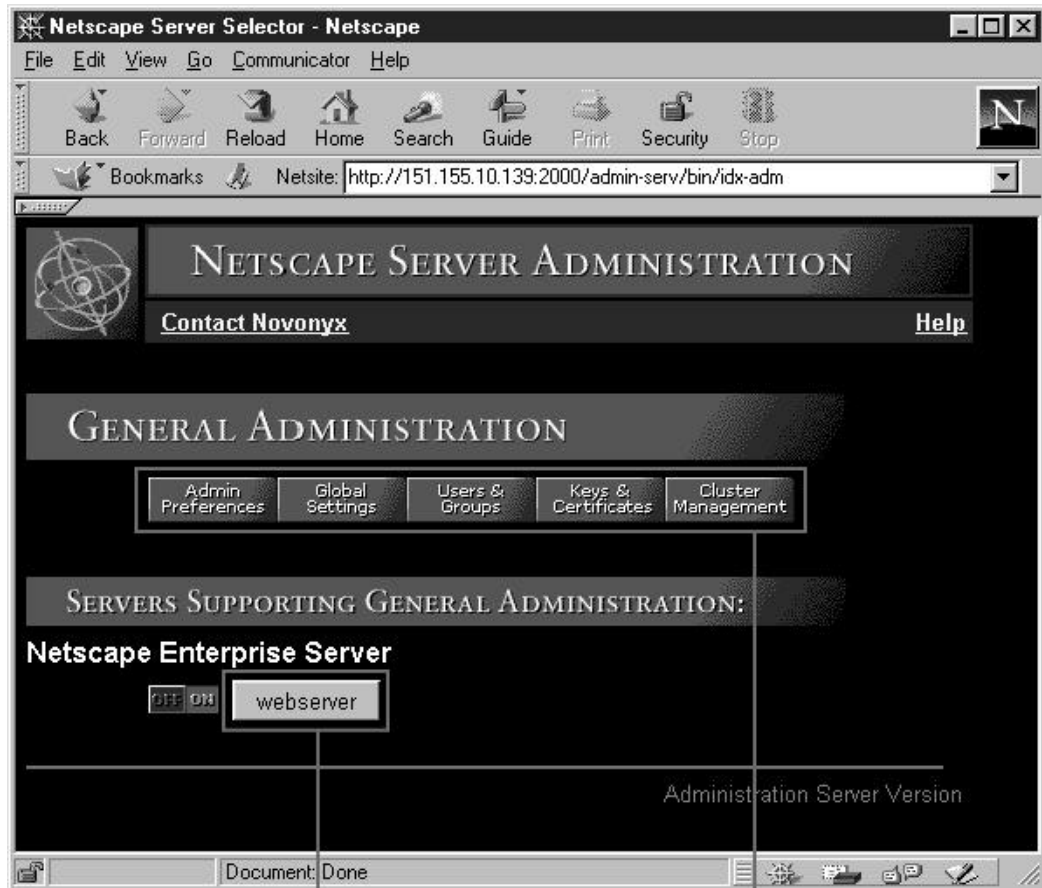 Netscape Server Selector - Netscape
File Edit View Go Communicator Help
Back Forward Reload Home Search Guide Print Security Stop
N
Bookmarks Netsite: http://151.155.10.139:2000/admin-serv/bin/idx-adm
NETSCAPE SERVER ADMINISTRATION
Contact Novonyx Help
GENERAL ADMINISTRATION
Admin Preferences Global Settings Users & Groups Keys & Certificates Cluster Management
SERVERS SUPPORTING GENERAL ADMINISTRATION:
Netscape Enterprise Server
OFF ON webserver
Administration Server Version
Document: Done